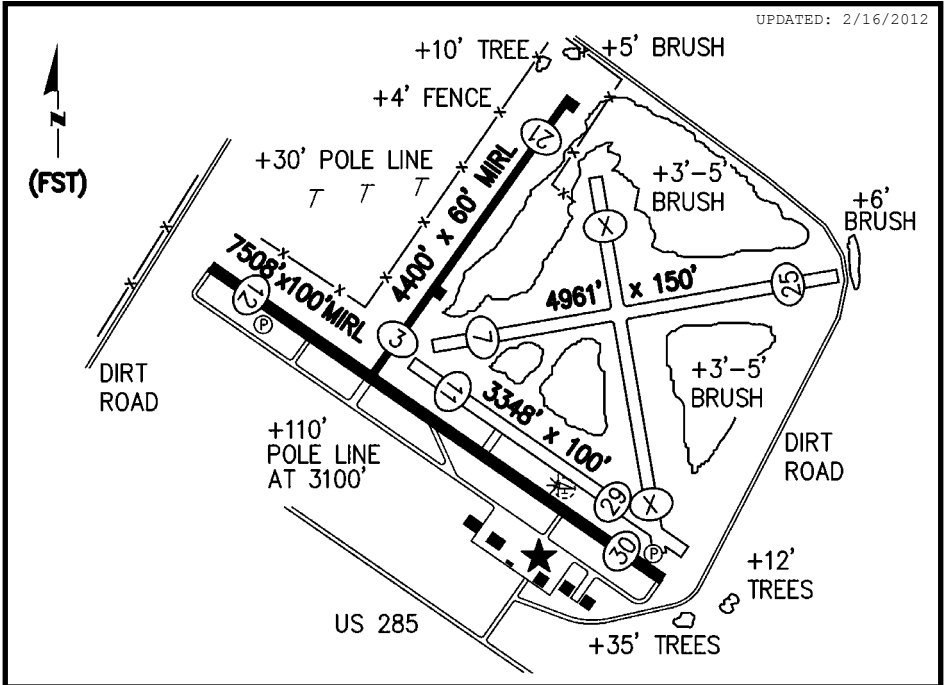 UPDATED: 2/16/2012
+10' TREE
+5' BRUSH
+4' FENCE
N
(FST)
+30' POLE LINE
21
4400' x 60' MIRL
+3'-5'
BRUSH
+6'
BRUSH
X
7508'x100'MIRL
12
P
4961' x 150'
25
3
7
11
3348' x 100'
+3'-5'
BRUSH
DIRT
ROAD
+110'
POLE LINE
AT 3100'
DIRT
ROAD
29
X
30
P
+12'
TREES
US 285
+35' TREES